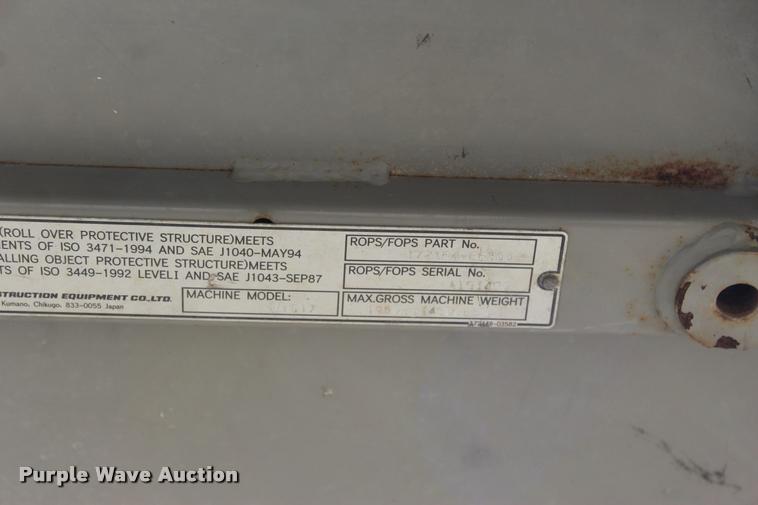 (ROLL OVER PROTECTIVE STRUCTURE)MEETS
ENTS OF ISO 3471-1994 AND SAE J1040-MAY94
ALLING OBJECT PROTECTIVE STRUCTURE)MEETS
TS OF ISO 3449-1992 LEVELI AND SAE J1043-SEP87
STRUCTION EQUIPMENT CO.,LTD.
Kumano, Chikugo, 833-0055 Japan
MACHINE MODEL:
ROPS/FOPS PART No.
ROPS/FOPS SERIAL No.
MAX.GROSS MACHINE WEIGHT
Purple Wave Auction